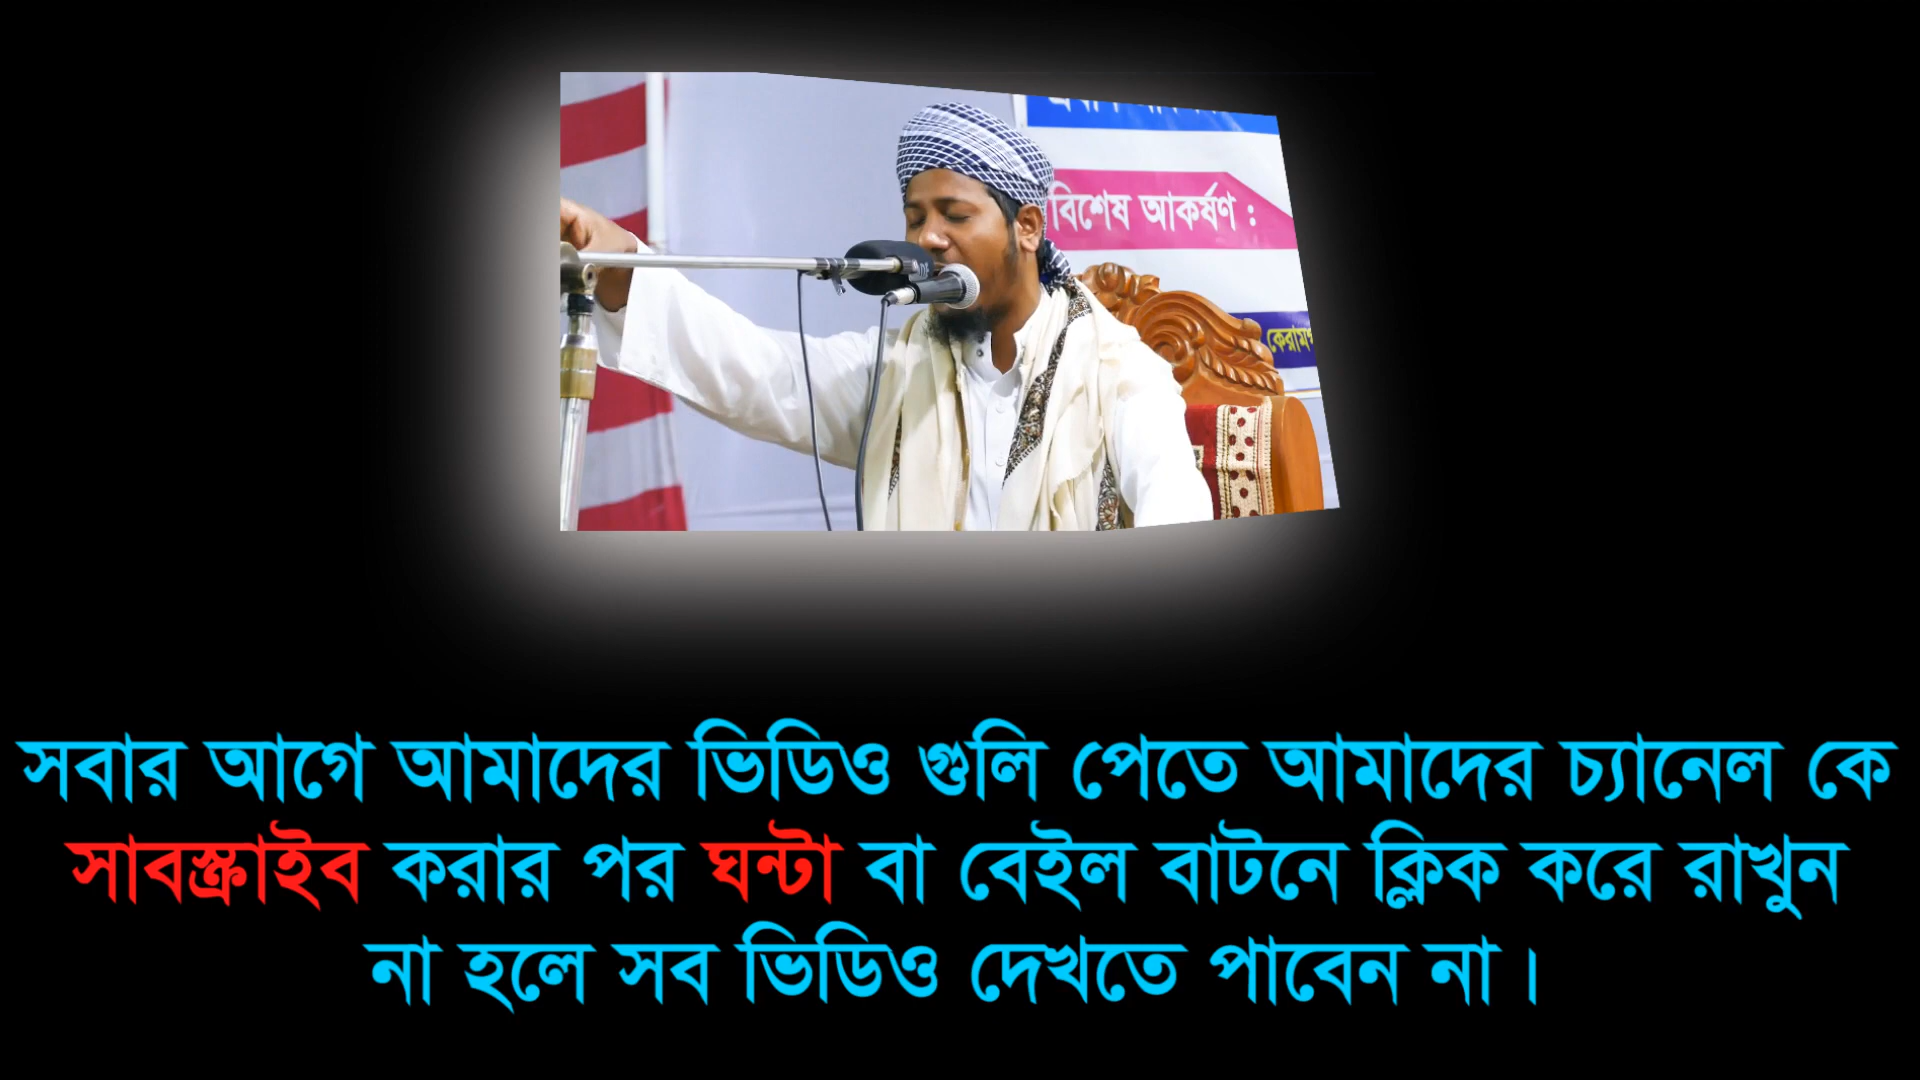 বিশেষ আকর্ষণ :
সবার আগে আমাদের ভিডিও গুলি পেতে আমাদের চ্যানেল কে
সাবস্ক্রাইব করার পর ঘন্টা বা বেইল বাটনে ক্লিক করে রাখুন
না হলে সব ভিডিও দেখতে পাবেন না।